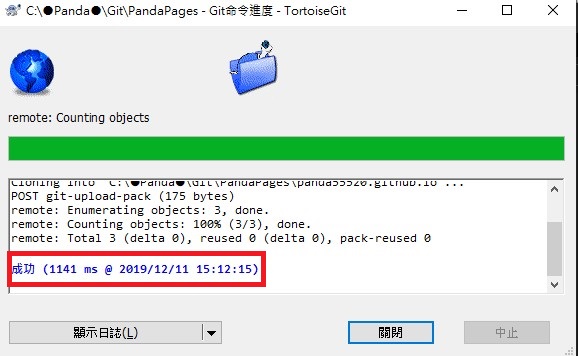 C:\●Panda●\Git\PandaPages - Git命令進度 - TortoiseGit
remote: Counting objects
Cloning into 'C:\●Panda●\Git\PandaPages\panda55520.github.io'...
POST git-upload-pack (175 bytes)
remote: Enumerating objects: 3, done.
remote: Counting objects: 100% (3/3), done.
remote: Total 3 (delta 0), reused 0 (delta 0), pack-reused 0
成功 (1141 ms @ 2019/12/11 15:12:15)
顯示日誌(L)
關閉
中止